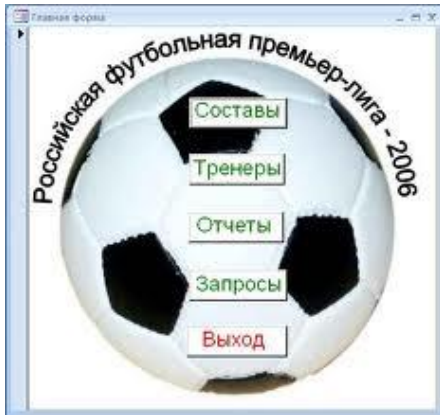 Главная форма
Российская футбольная премьер-лига - 2006
Составы
Тренеры
Отчеты
Запросы
Выход